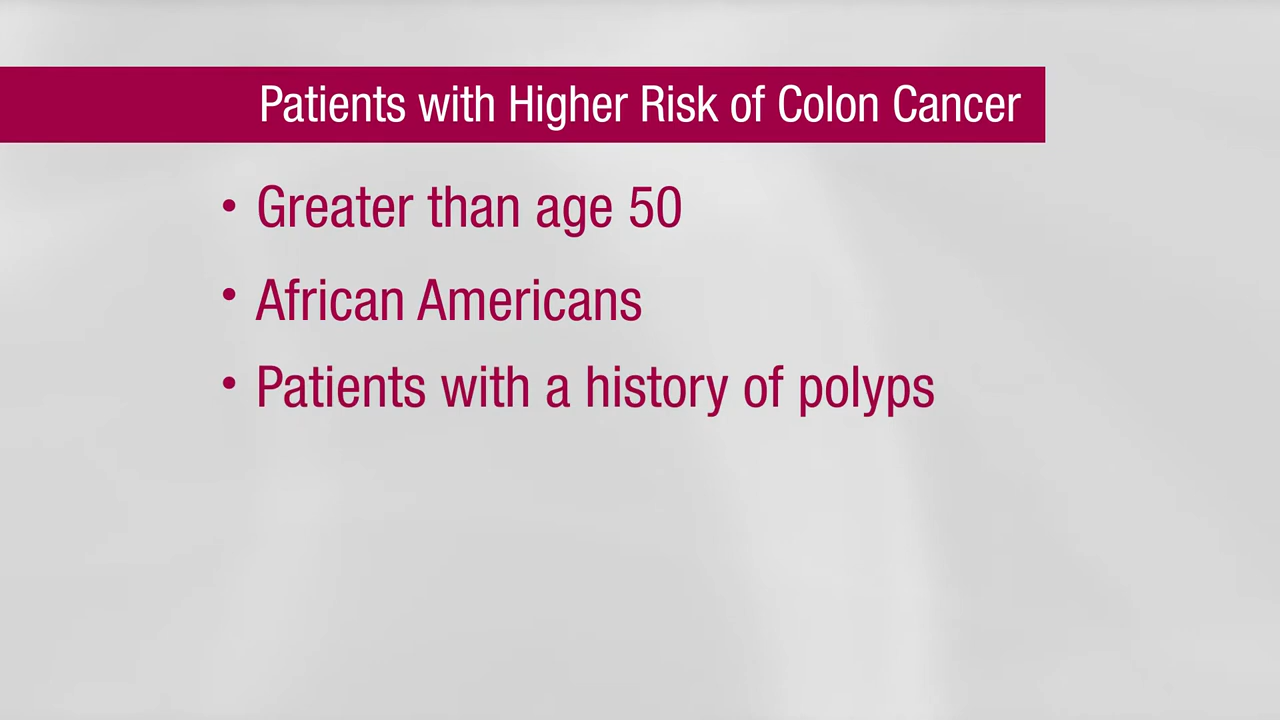 Patients with Higher Risk of Colon Cancer
• Greater than age 50
• African Americans
• Patients with a history of polyps